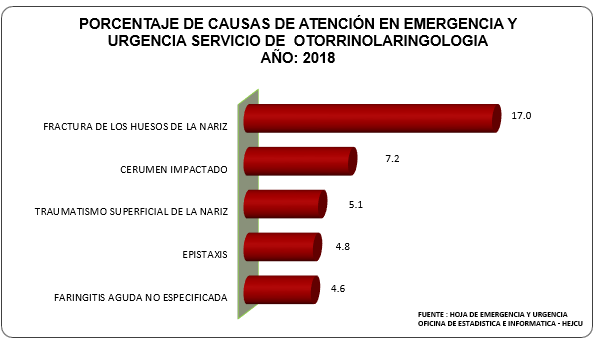 PORCENTAJE DE CAUSAS DE ATENCIÓN EN EMERGENCIA Y
URGENCIA SERVICIO DE OTORRINOLARINGOLOGIA
AÑO: 2018
FRACTURA DE LOS HUESOS DE LA NARIZ 17.0
CERUMEN IMPACTADO 7.2
TRAUMATISMO SUPERFICIAL DE LA NARIZ 5.1
EPISTAXIS 4.8
FARINGITIS AGUDA NO ESPECIFICADA 4.6
FUENTE : HOJA DE EMERGENCIA Y URGENCIA
OFICINA DE ESTADISTICA E INFORMATICA - HEJCU